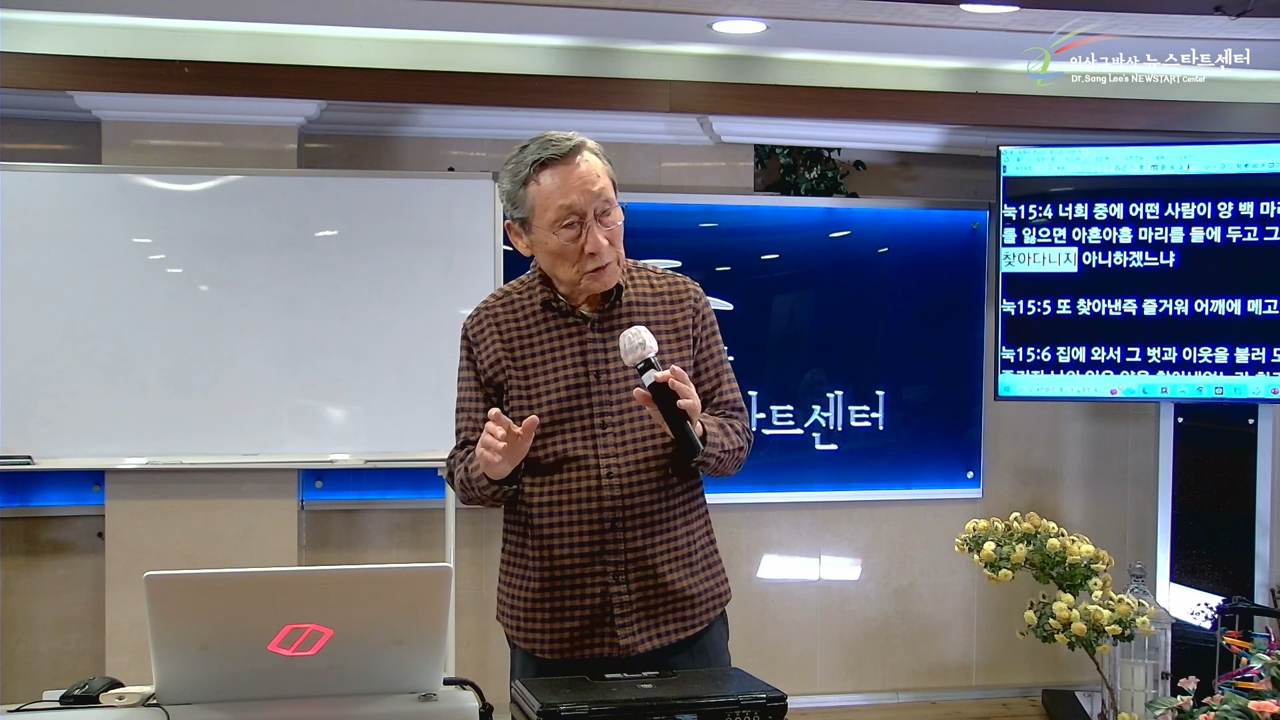 의사그바상 뉴스타트센터
Dr.Sang Lee's NEWSTART Center
눅15:4 너희 중에 어떤 사람이 양 백 마리
를 잃으면 아흔아홉 마리를 들에 두고 그
찾아다니지 아니하겠느냐
눅15:5 또 찾아낸즉 즐거워 어깨에 메고
눅15:6 집에 와서 그 벗과 이웃을 불러
타트센터